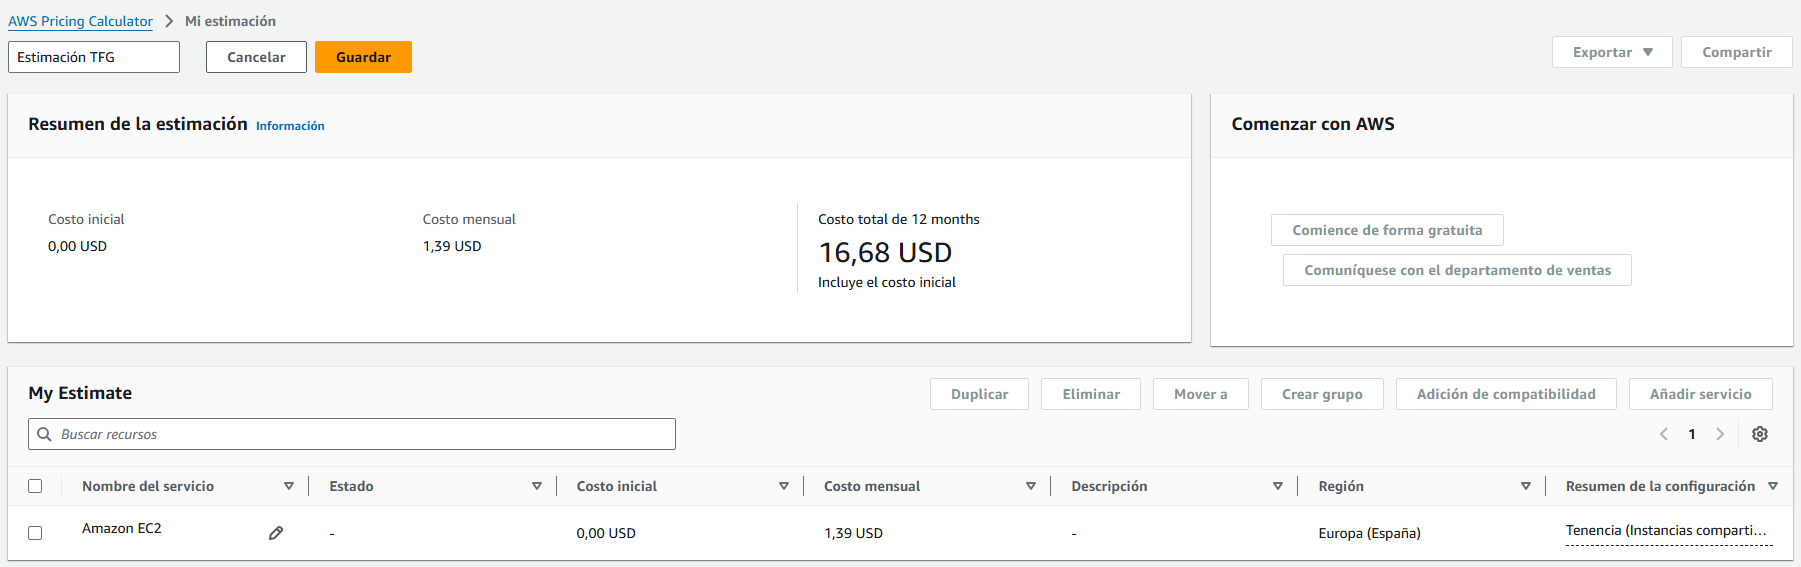 AWS Pricing Calculator > Mi estimación
Estimación TFG Cancelar Guardar Exportar Compartir
Resumen de la estimación Información
Costo inicial
0,00 USD
Costo mensual
1,39 USD
Costo total de 12 months
16,68 USD
Incluye el costo inicial
Comenzar con AWS
Comience de forma gratuita
Comuníquese con el departamento de ventas
My Estimate Duplicar Eliminar Mover a Crear grupo Adición de compatibilidad Añadir servicio
Buscar recursos 1
Nombre del servicio Estado Costo inicial Costo mensual Descripción Región Resumen de la configuración
Amazon EC2 - 0,00 USD 1,39 USD - Europa (España) Tenencia (Instancias comparti...